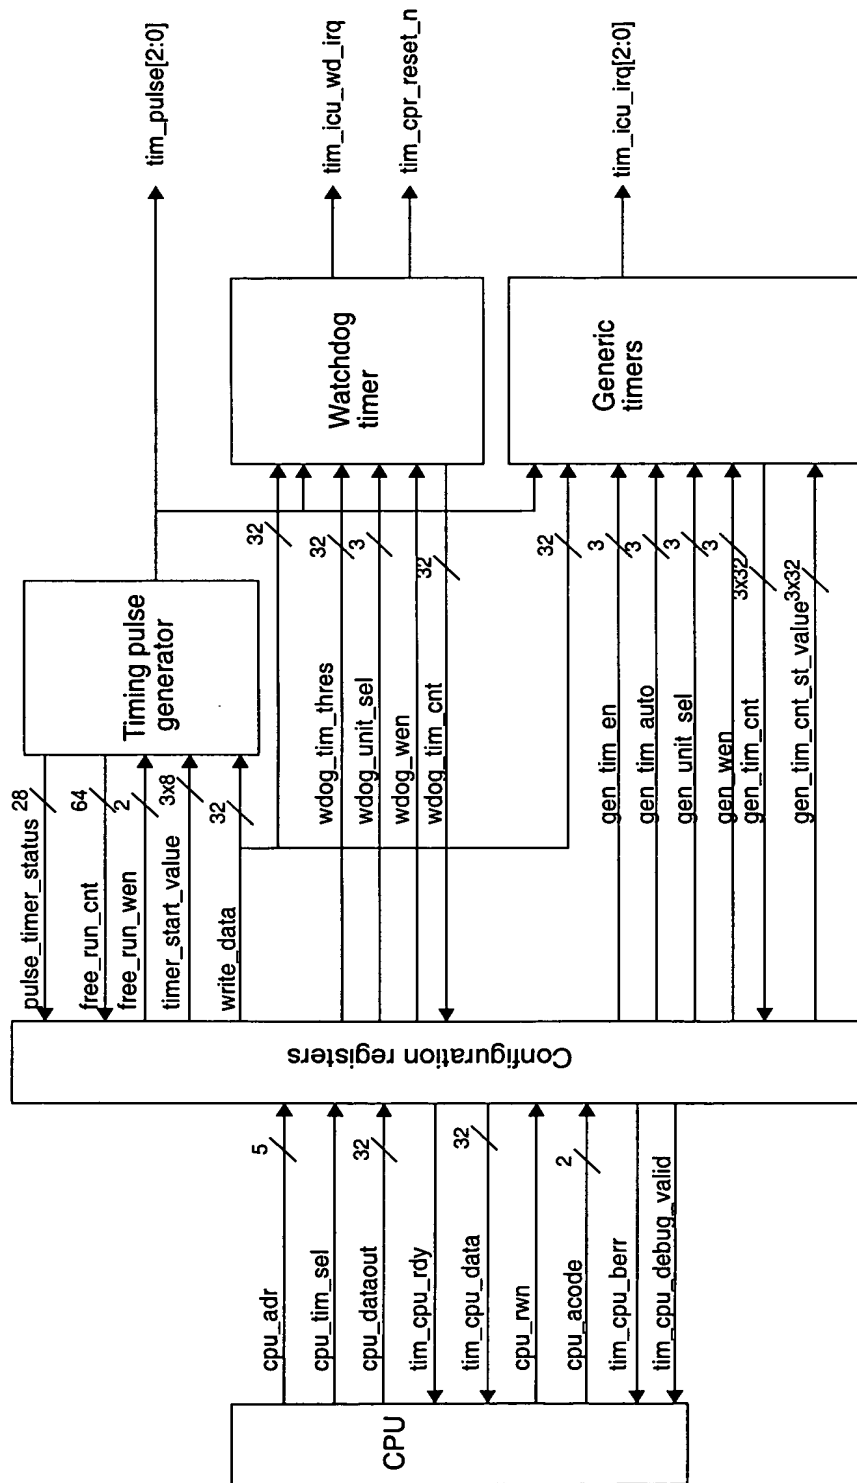 CPU
cpu_adr
5
cpu_tim_sel
cpu_dataout
32
tim_cpu_rdy
tim_cpu_data
32
cpu_rwn
cpu_acode
2
tim_cpu_berr
tim_cpu_debug_valid
Configuration registers
pulse_timer_status
28
free_run_cnt
64
free_run_wen
2
timer_start_value
3x8
write_data
32
Timing pulse
generator
tim_pulse[2:0]
32
wdog_tim_thres
32
wdog_unit_sel
3
wdog_wen
wdog_tim_cnt
32
Watchdog
timer
tim_icu_wd_irq
tim_cpr_reset_n
32
gen_tim_en
3
gen_tim_auto
3
gen_unit_sel
3
gen_wen
3
gen_tim_cnt
3x32
gen_tim_cnt_st_value
3x32
Generic
timers
tim_icu_irq[2:0]